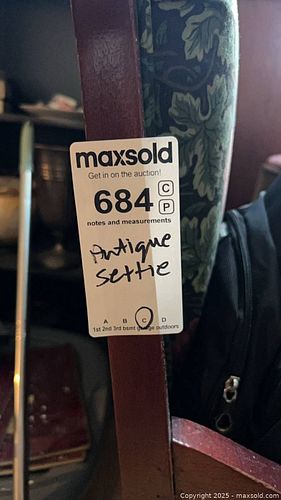 maxsold
Get in on the auction!
684 C
P
notes and measurements
Antique
Settie
A B C D
1st 2nd 3rd bsmt garage outdoors
Copyright © 2025 - maxsold.com